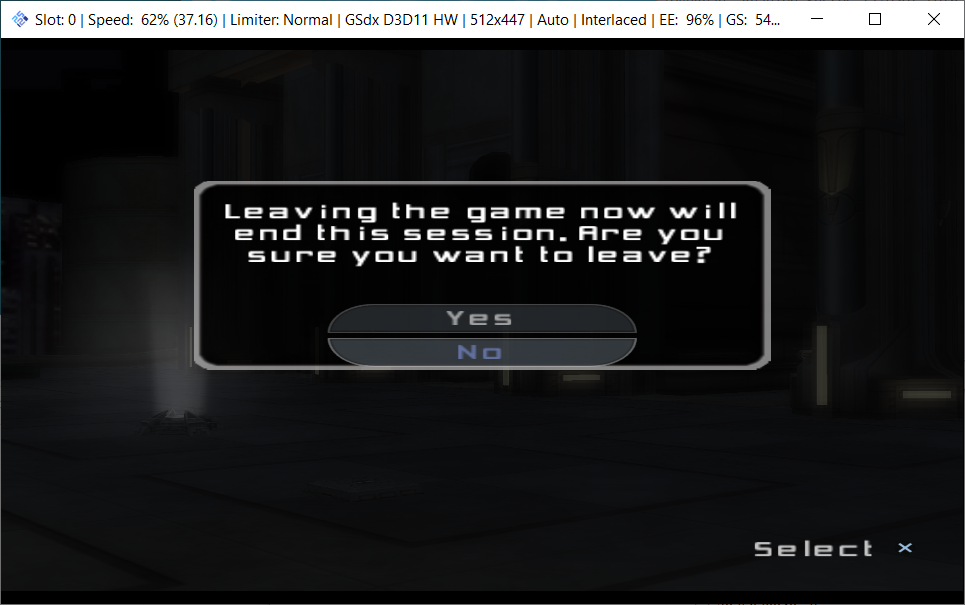 Slot: 0 | Speed: 62% (37.16) | Limiter: Normal | GSdx D3D11 HW | 512x447 | Auto | Interlaced | EE: 96% | GS: 54...
Leaving the game now will
end this session. Are you
sure you want to leave?
Yes
No
Select ×